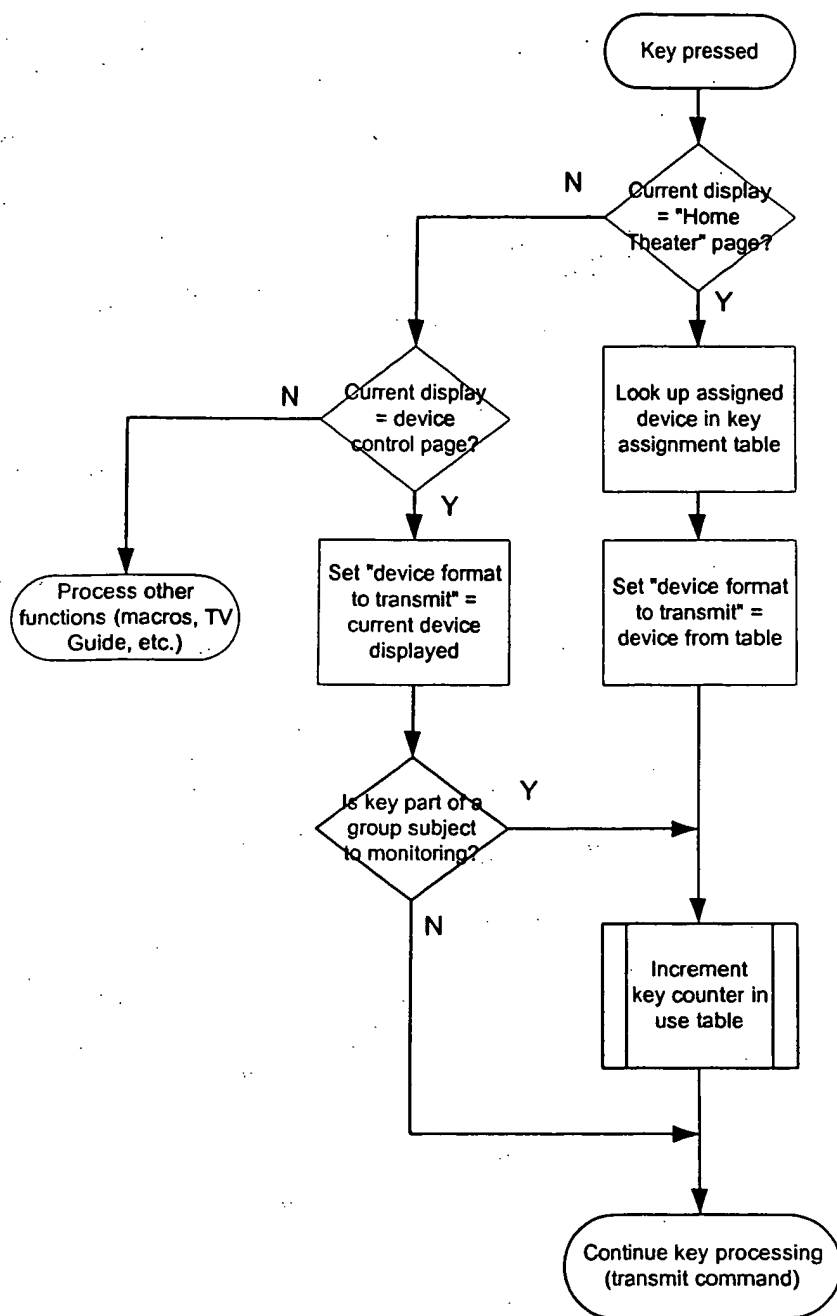 Key pressed
N
Current display
= "Home
Theater" page?
Y
N
Current display
= device
control page?
Look up assigned
device in key
assignment table
Y
Process other
functions (macros, TV
Guide, etc.)
Set "device format
to transmit" =
current device
displayed
Set "device format
to transmit" =
device from table
Is key part of a
group subject
to monitoring?
Y
N
Increment
key counter in
use table
Continue key processing
(transmit command)